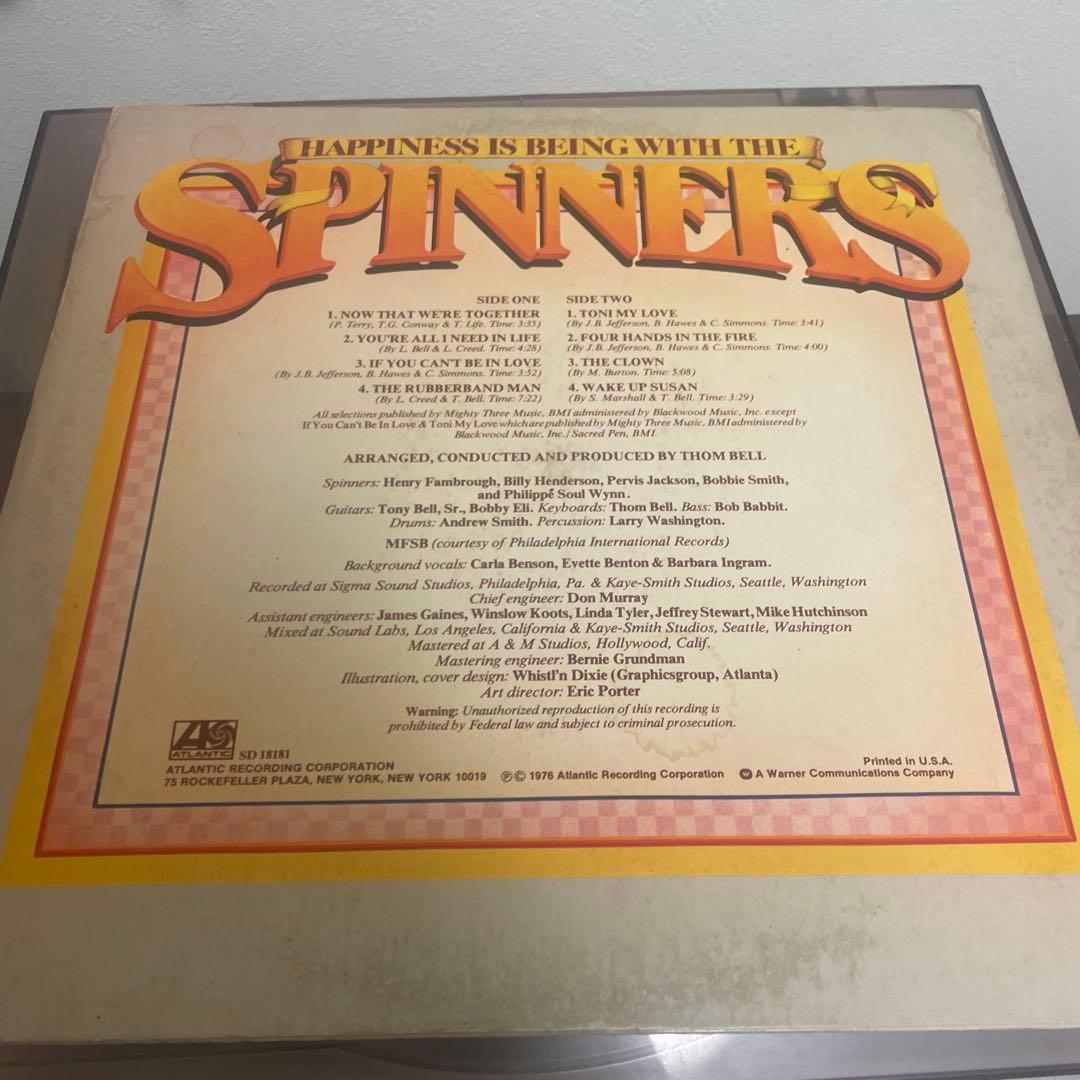 HAPPINESS IS BEING WITH THE
SPINNERS
SIDE ONE
1. NOW THAT WE'RE TOGETHER
(P. Terry, T.G. Conway & T. Life. Time: 3:35)
2. YOU'RE ALL I NEED IN LIFE
(By L. Bell & L. Creed. Time: 4:28)
3. IF YOU CAN'T BE IN LOVE
(By J.B. Jefferson, B. Hawes & C. Simmons. Time: 3:52)
4. THE RUBBERBAND MAN
(By L. Creed & T. Bell. Time: 7:22)
SIDE TWO
1. TONI MY LOVE
(By J.B. Jefferson, B. Hawes & C. Simmons. Time: 3:41)
2. FOUR HANDS IN THE FIRE
(By J.B. Jefferson, B. Hawes & C. Simmons. Time: 4:00)
3. THE CLOWN
(By M. Burton. Time: 5:08)
4. WAKE UP SUSAN
(By S. Marshall & T. Bell. Time: 3:29)
All selections published by Mighty Three Music, BMI administered by Blackwood Music, Inc. except
If You Can't Be In Love & Toni My Love which are published by Mighty Three Music, BMI administered by
Blackwood Music, Inc./Sacred Pen, BMI.
ARRANGED, CONDUCTED AND PRODUCED BY THOM BELL
Spinners: Henry Fambrough, Billy Henderson, Pervis Jackson, Bobbie Smith,
and Philippé Soul Wynn.
Guitars: Tony Bell, Sr., Bobby Eli. Keyboards: Thom Bell. Bass: Bob Babbit.
Drums: Andrew Smith. Percussion: Larry Washington.
MFSB (courtesy of Philadelphia International Records)
Background vocals: Carla Benson, Evette Benton & Barbara Ingram.
Recorded at Sigma Sound Studios, Philadelphia, Pa. & Kaye-Smith Studios, Seattle, Washington
Chief engineer: Don Murray
Assistant engineers: James Gaines, Winslow Koots, Linda Tyler, Jeffrey Stewart, Mike Hutchinson
Mixed at Sound Labs, Los Angeles, California & Kaye-Smith Studios, Seattle, Washington
Mastered at A & M Studios, Hollywood, Calif.
Mastering engineer: Bernie Grundman
Illustration, cover design: Whistl'n Dixie (Graphicsgroup, Atlanta)
Art director: Eric Porter
Warning: Unauthorized reproduction of this recording is
prohibited by Federal law and subject to criminal prosecution.
ATLANTIC SD 18181
ATLANTIC RECORDING CORPORATION
75 ROCKEFELLER PLAZA, NEW YORK, NEW YORK 10019 ℗© 1976 Atlantic Recording Corporation
Printed in U.S.A.
A Warner Communications Company